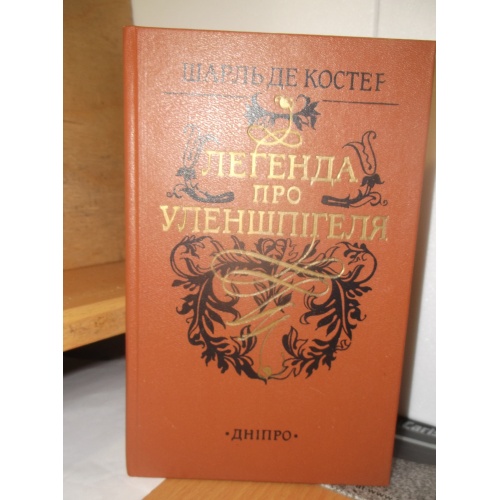 ШАРЛЬ ДЕ КОСТЕР
ЛЕГЕНДА
ПРО
УЛЕНШПІГЕЛЯ
• ДНІПРО •